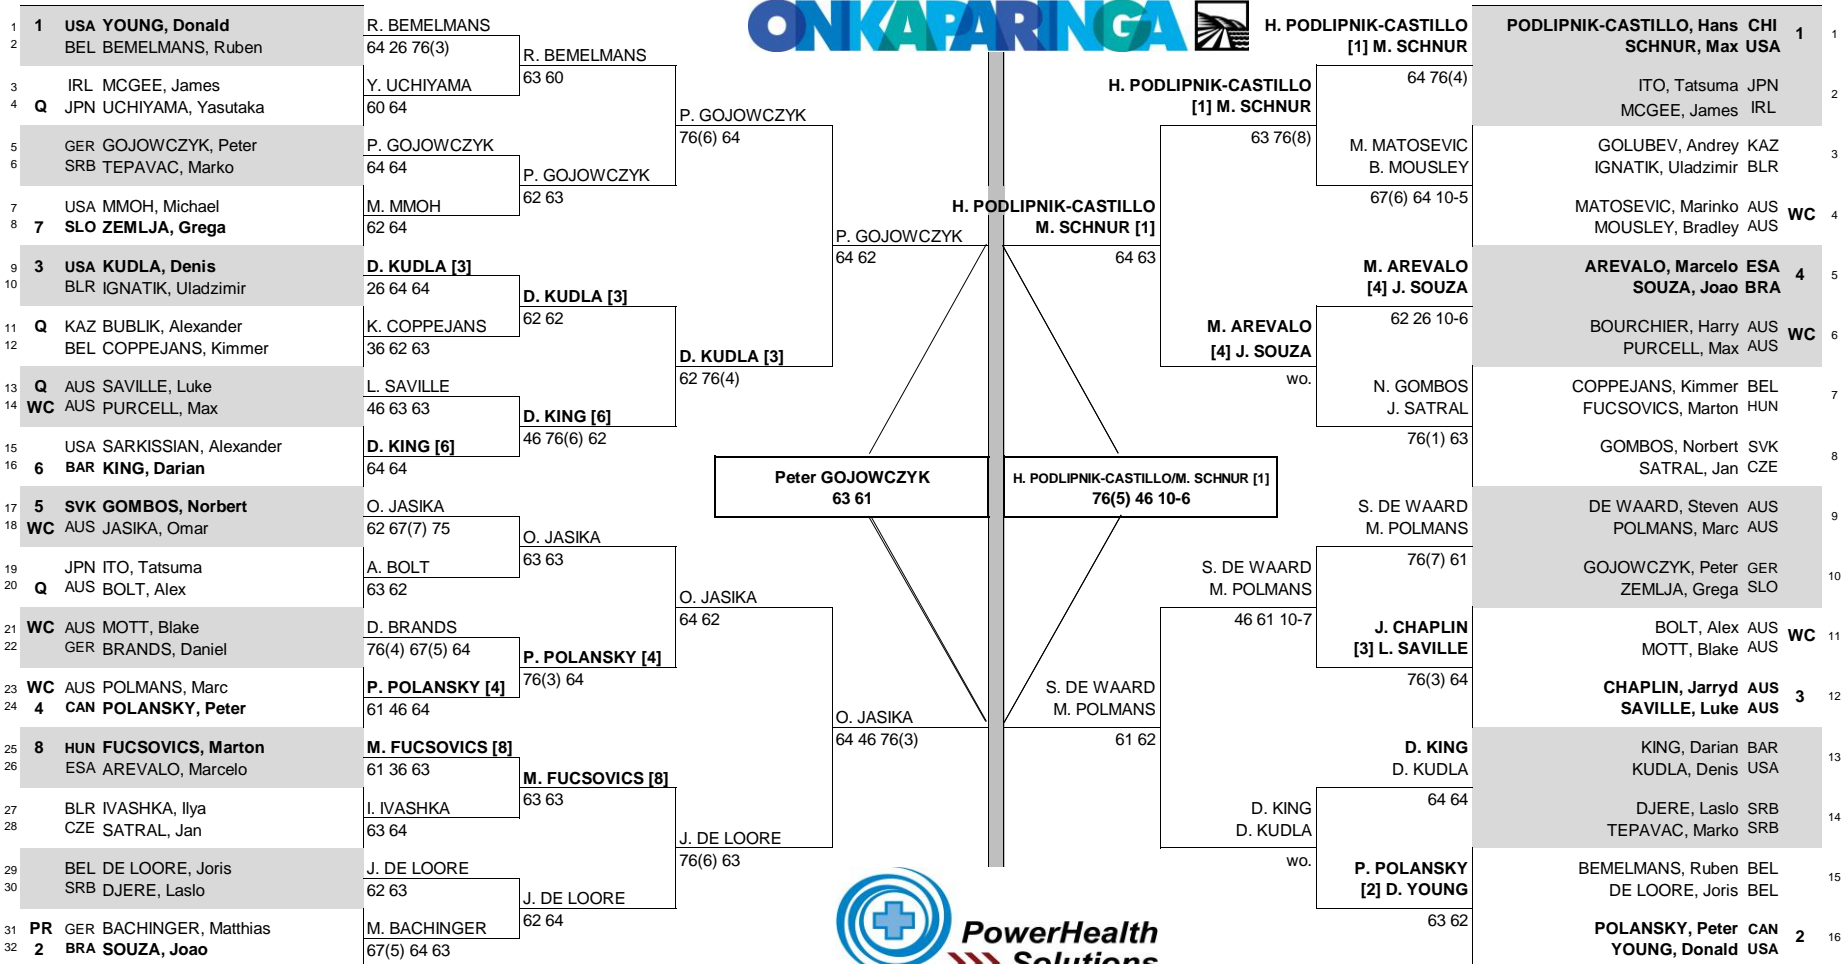 ONKAPARINGA
1 1 USA YOUNG, Donald
2 BEL BEMELMANS, Ruben
3 IRL MCGEE, James
4 Q JPN UCHIYAMA, Yasutaka
5 GER GOJOWCZYK, Peter
6 SRB TEPAVAC, Marko
7 USA MMOH, Michael
8 7 SLO ZEMLJA, Grega
9 3 USA KUDLA, Denis
10 BLR IGNATIK, Uladzimir
11 Q KAZ BUBLIK, Alexander
12 BEL COPPEJANS, Kimmer
13 Q AUS SAVILLE, Luke
14 WC AUS PURCELL, Max
15 USA SARKISSIAN, Alexander
16 6 BAR KING, Darian
17 5 SVK GOMBOS, Norbert
18 WC AUS JASIKA, Omar
19 JPN ITO, Tatsuma
20 Q AUS BOLT, Alex
21 WC AUS MOTT, Blake
22 GER BRANDS, Daniel
23 WC AUS POLMANS, Marc
24 4 CAN POLANSKY, Peter
25 8 HUN FUCSOVICS, Marton
26 ESA AREVALO, Marcelo
27 BLR IVASHKA, Ilya
28 CZE SATRAL, Jan
29 BEL DE LOORE, Joris
30 SRB DJERE, Laslo
31 PR GER BACHINGER, Matthias
32 2 BRA SOUZA, Joao
R. BEMELMANS
64 26 76(3)
Y. UCHIYAMA
60 64
P. GOJOWCZYK
64 64
M. MMOH
62 64
D. KUDLA [3]
26 64 64
K. COPPEJANS
36 62 63
L. SAVILLE
46 63 63
D. KING [6]
64 64
O. JASIKA
62 67(7) 75
A. BOLT
63 62
D. BRANDS
76(4) 67(5) 64
P. POLANSKY [4]
61 46 64
M. FUCSOVICS [8]
61 36 63
I. IVASHKA
63 64
J. DE LOORE
62 63
M. BACHINGER
67(5) 64 63
R. BEMELMANS
63 60
P. GOJOWCZYK
62 63
D. KUDLA [3]
62 62
D. KING [6]
46 76(6) 62
O. JASIKA
63 63
P. POLANSKY [4]
76(3) 64
M. FUCSOVICS [8]
63 63
J. DE LOORE
62 64
P. GOJOWCZYK
76(6) 64
D. KUDLA [3]
62 76(4)
O. JASIKA
64 62
J. DE LOORE
76(6) 63
P. GOJOWCZYK
64 62
O. JASIKA
64 46 76(3)
Peter GOJOWCZYK
63 61
H. PODLIPNIK-CASTILLO/M. SCHNUR [1]
76(5) 46 10-6
H. PODLIPNIK-CASTILLO
M. SCHNUR [1]
64 63
S. DE WAARD
M. POLMANS
61 62
H. PODLIPNIK-CASTILLO
[1] M. SCHNUR
63 76(8)
M. AREVALO
[4] J. SOUZA
wo.
S. DE WAARD
M. POLMANS
46 61 10-7
D. KING
D. KUDLA
wo.
H. PODLIPNIK-CASTILLO
[1] M. SCHNUR
64 76(4)
M. MATOSEVIC
B. MOUSLEY
67(6) 64 10-5
M. AREVALO
[4] J. SOUZA
62 26 10-6
N. GOMBOS
J. SATRAL
76(1) 63
S. DE WAARD
M. POLMANS
76(7) 61
J. CHAPLIN
[3] L. SAVILLE
76(3) 64
D. KING
D. KUDLA
64 64
P. POLANSKY
[2] D. YOUNG
63 62
PODLIPNIK-CASTILLO, Hans CHI 1 1
SCHNUR, Max USA
ITO, Tatsuma JPN 2
MCGEE, James IRL
GOLUBEV, Andrey KAZ 3
IGNATIK, Uladzimir BLR
MATOSEVIC, Marinko AUS WC 4
MOUSLEY, Bradley AUS
AREVALO, Marcelo ESA 4 5
SOUZA, Joao BRA
BOURCHIER, Harry AUS WC 6
PURCELL, Max AUS
COPPEJANS, Kimmer BEL 7
FUCSOVICS, Marton HUN
GOMBOS, Norbert SVK 8
SATRAL, Jan CZE
DE WAARD, Steven AUS 9
POLMANS, Marc AUS
GOJOWCZYK, Peter GER 10
ZEMLJA, Grega SLO
BOLT, Alex AUS WC 11
MOTT, Blake AUS
CHAPLIN, Jarryd AUS 3 12
SAVILLE, Luke AUS
KING, Darian BAR 13
KUDLA, Denis USA
DJERE, Laslo SRB 14
TEPAVAC, Marko SRB
BEMELMANS, Ruben BEL 15
DE LOORE, Joris BEL
POLANSKY, Peter CAN 2 16
YOUNG, Donald USA
PowerHealth
Solutions